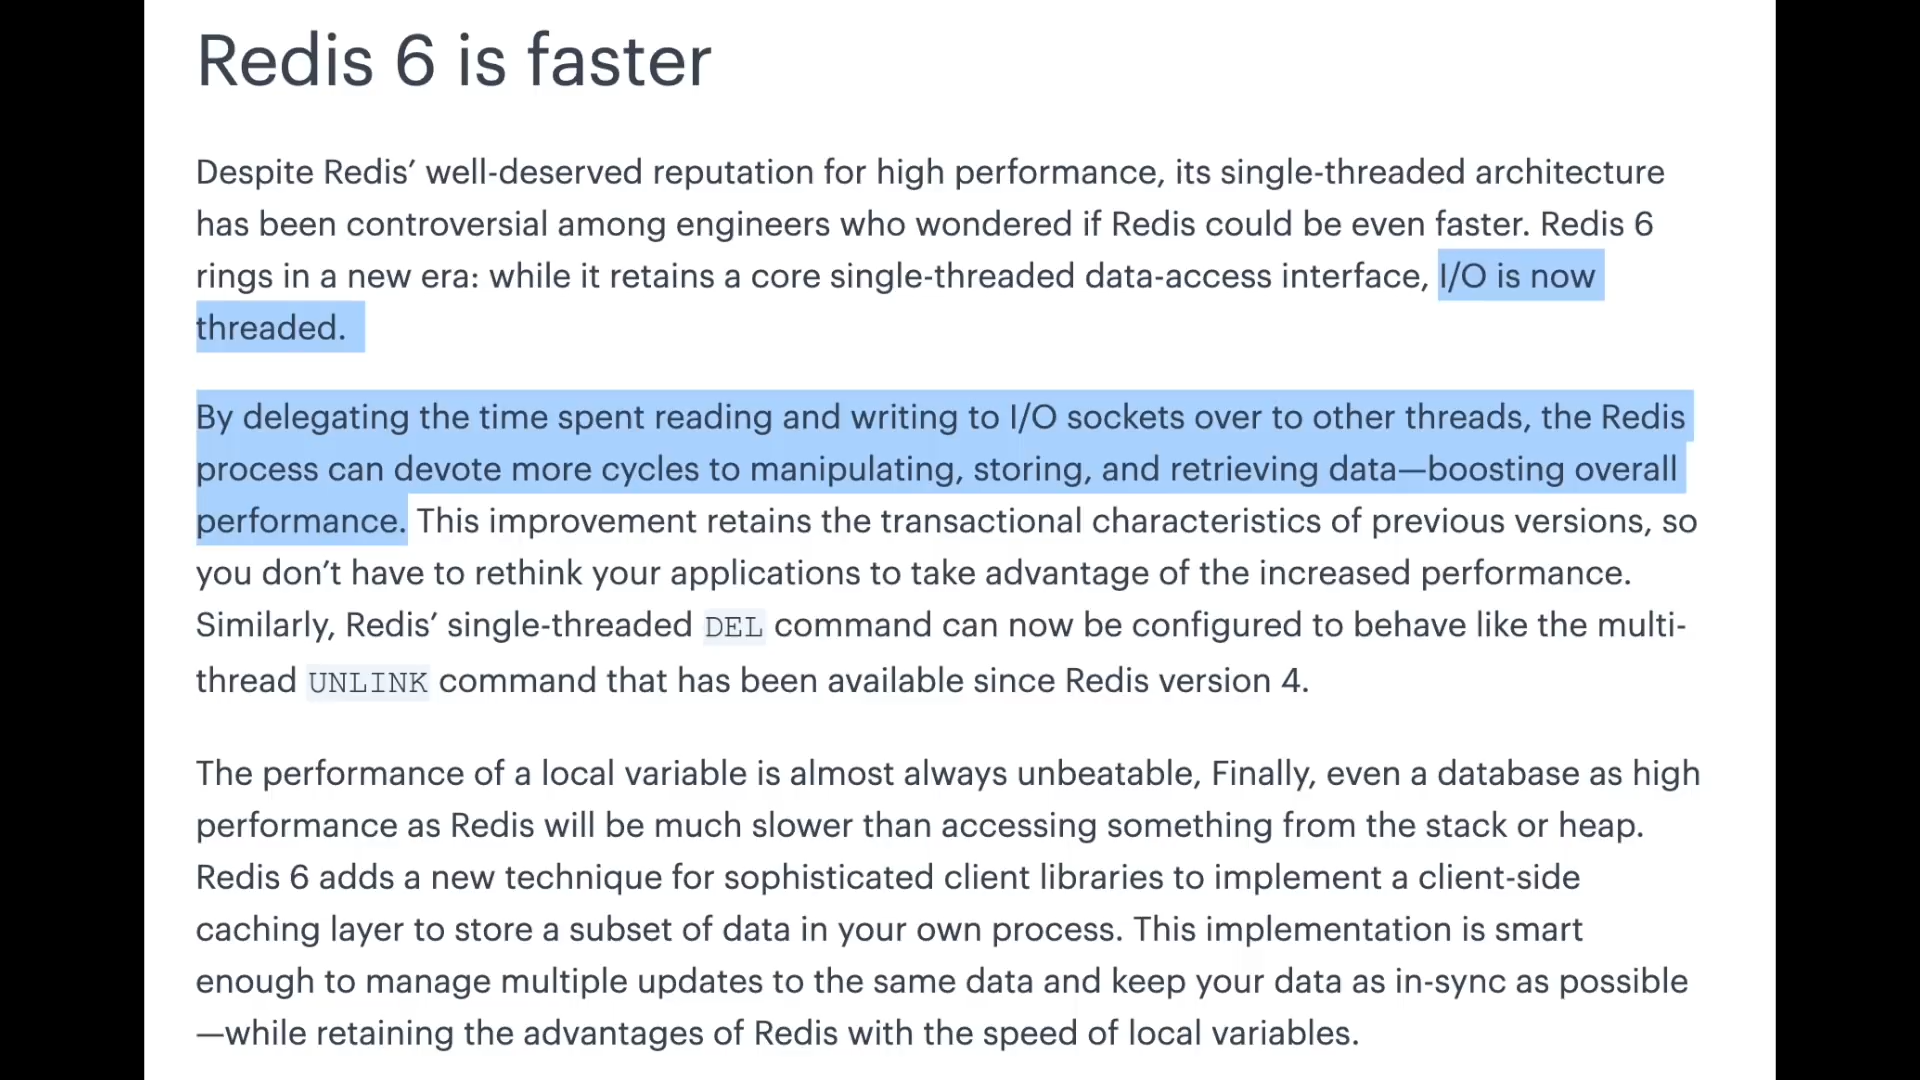 Redis 6 is faster
Despite Redis’ well-deserved reputation for high performance, its single-threaded architecture
has been controversial among engineers who wondered if Redis could be even faster. Redis 6
rings in a new era: while it retains a core single-threaded data-access interface, I/O is now
threaded.
By delegating the time spent reading and writing to I/O sockets over to other threads, the Redis
process can devote more cycles to manipulating, storing, and retrieving data—boosting overall
performance. This improvement retains the transactional characteristics of previous versions, so
you don’t have to rethink your applications to take advantage of the increased performance.
Similarly, Redis’ single-threaded DEL command can now be configured to behave like the multi-
thread UNLINK command that has been available since Redis version 4.
The performance of a local variable is almost always unbeatable, Finally, even a database as high
performance as Redis will be much slower than accessing something from the stack or heap.
Redis 6 adds a new technique for sophisticated client libraries to implement a client-side
caching layer to store a subset of data in your own process. This implementation is smart
enough to manage multiple updates to the same data and keep your data as in-sync as possible
—while retaining the advantages of Redis with the speed of local variables.